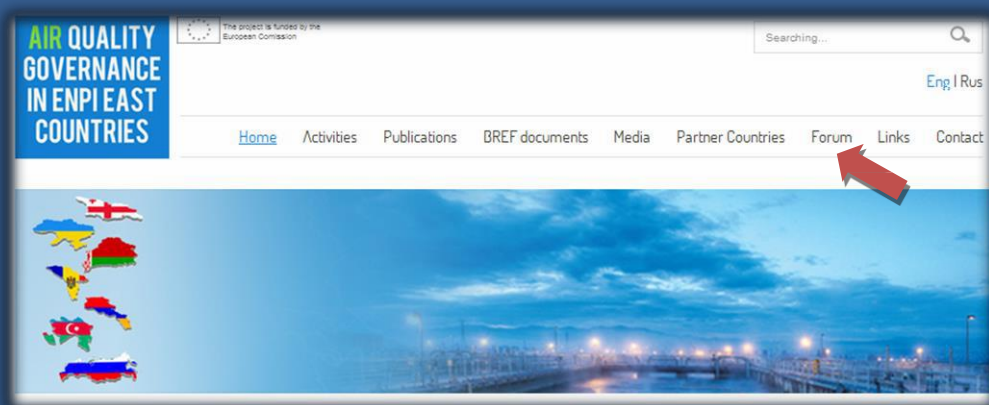 AIR QUALITY
GOVERNANCE
IN ENPI EAST
COUNTRIES
The project is funded by the
European Comission
Searching...
Eng | Rus
Home Activities Publications BREF documents Media Partner Countries Forum Links Contact